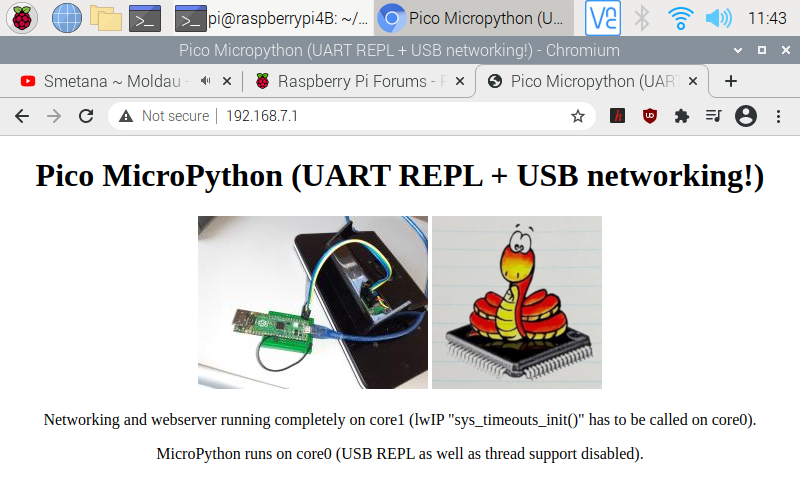 pi@raspberrypi4B: ~/...
Pico Micropython (U...
11:43
Pico Micropython (UART REPL + USB networking!) - Chromium
Smetana ~ Moldau -
Raspberry Pi Forums -
Pico Micropython (UART
Not secure
192.168.7.1
Pico MicroPython (UART REPL + USB networking!)
Networking and webserver running completely on core1 (lwIP "sys_timeouts_init()" has to be called on core0).
MicroPython runs on core0 (USB REPL as well as thread support disabled).